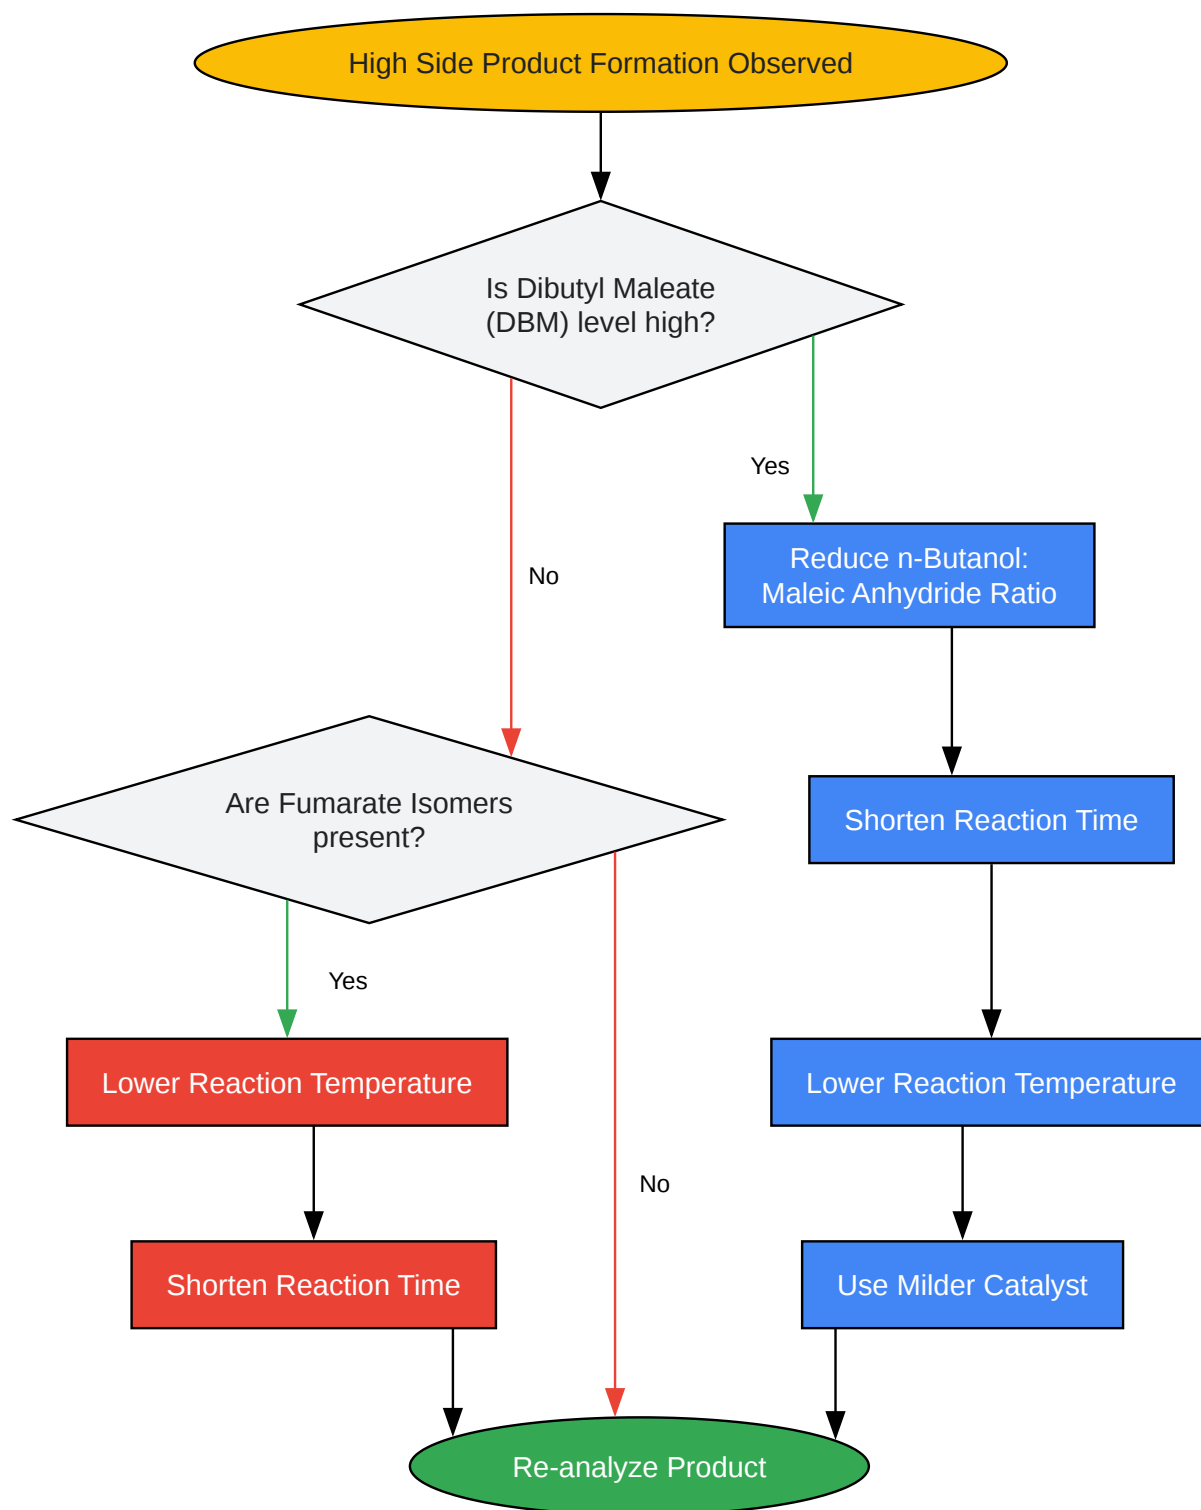 High Side Product Formation Observed
Is Dibutyl Maleate
(DBM) level high?
Yes
No
Reduce n-Butanol:
Maleic Anhydride Ratio
Are Fumarate Isomers
present?
Shorten Reaction Time
Yes
Lower Reaction Temperature
Lower Reaction Temperature
No
Shorten Reaction Time
Use Milder Catalyst
Re-analyze Product